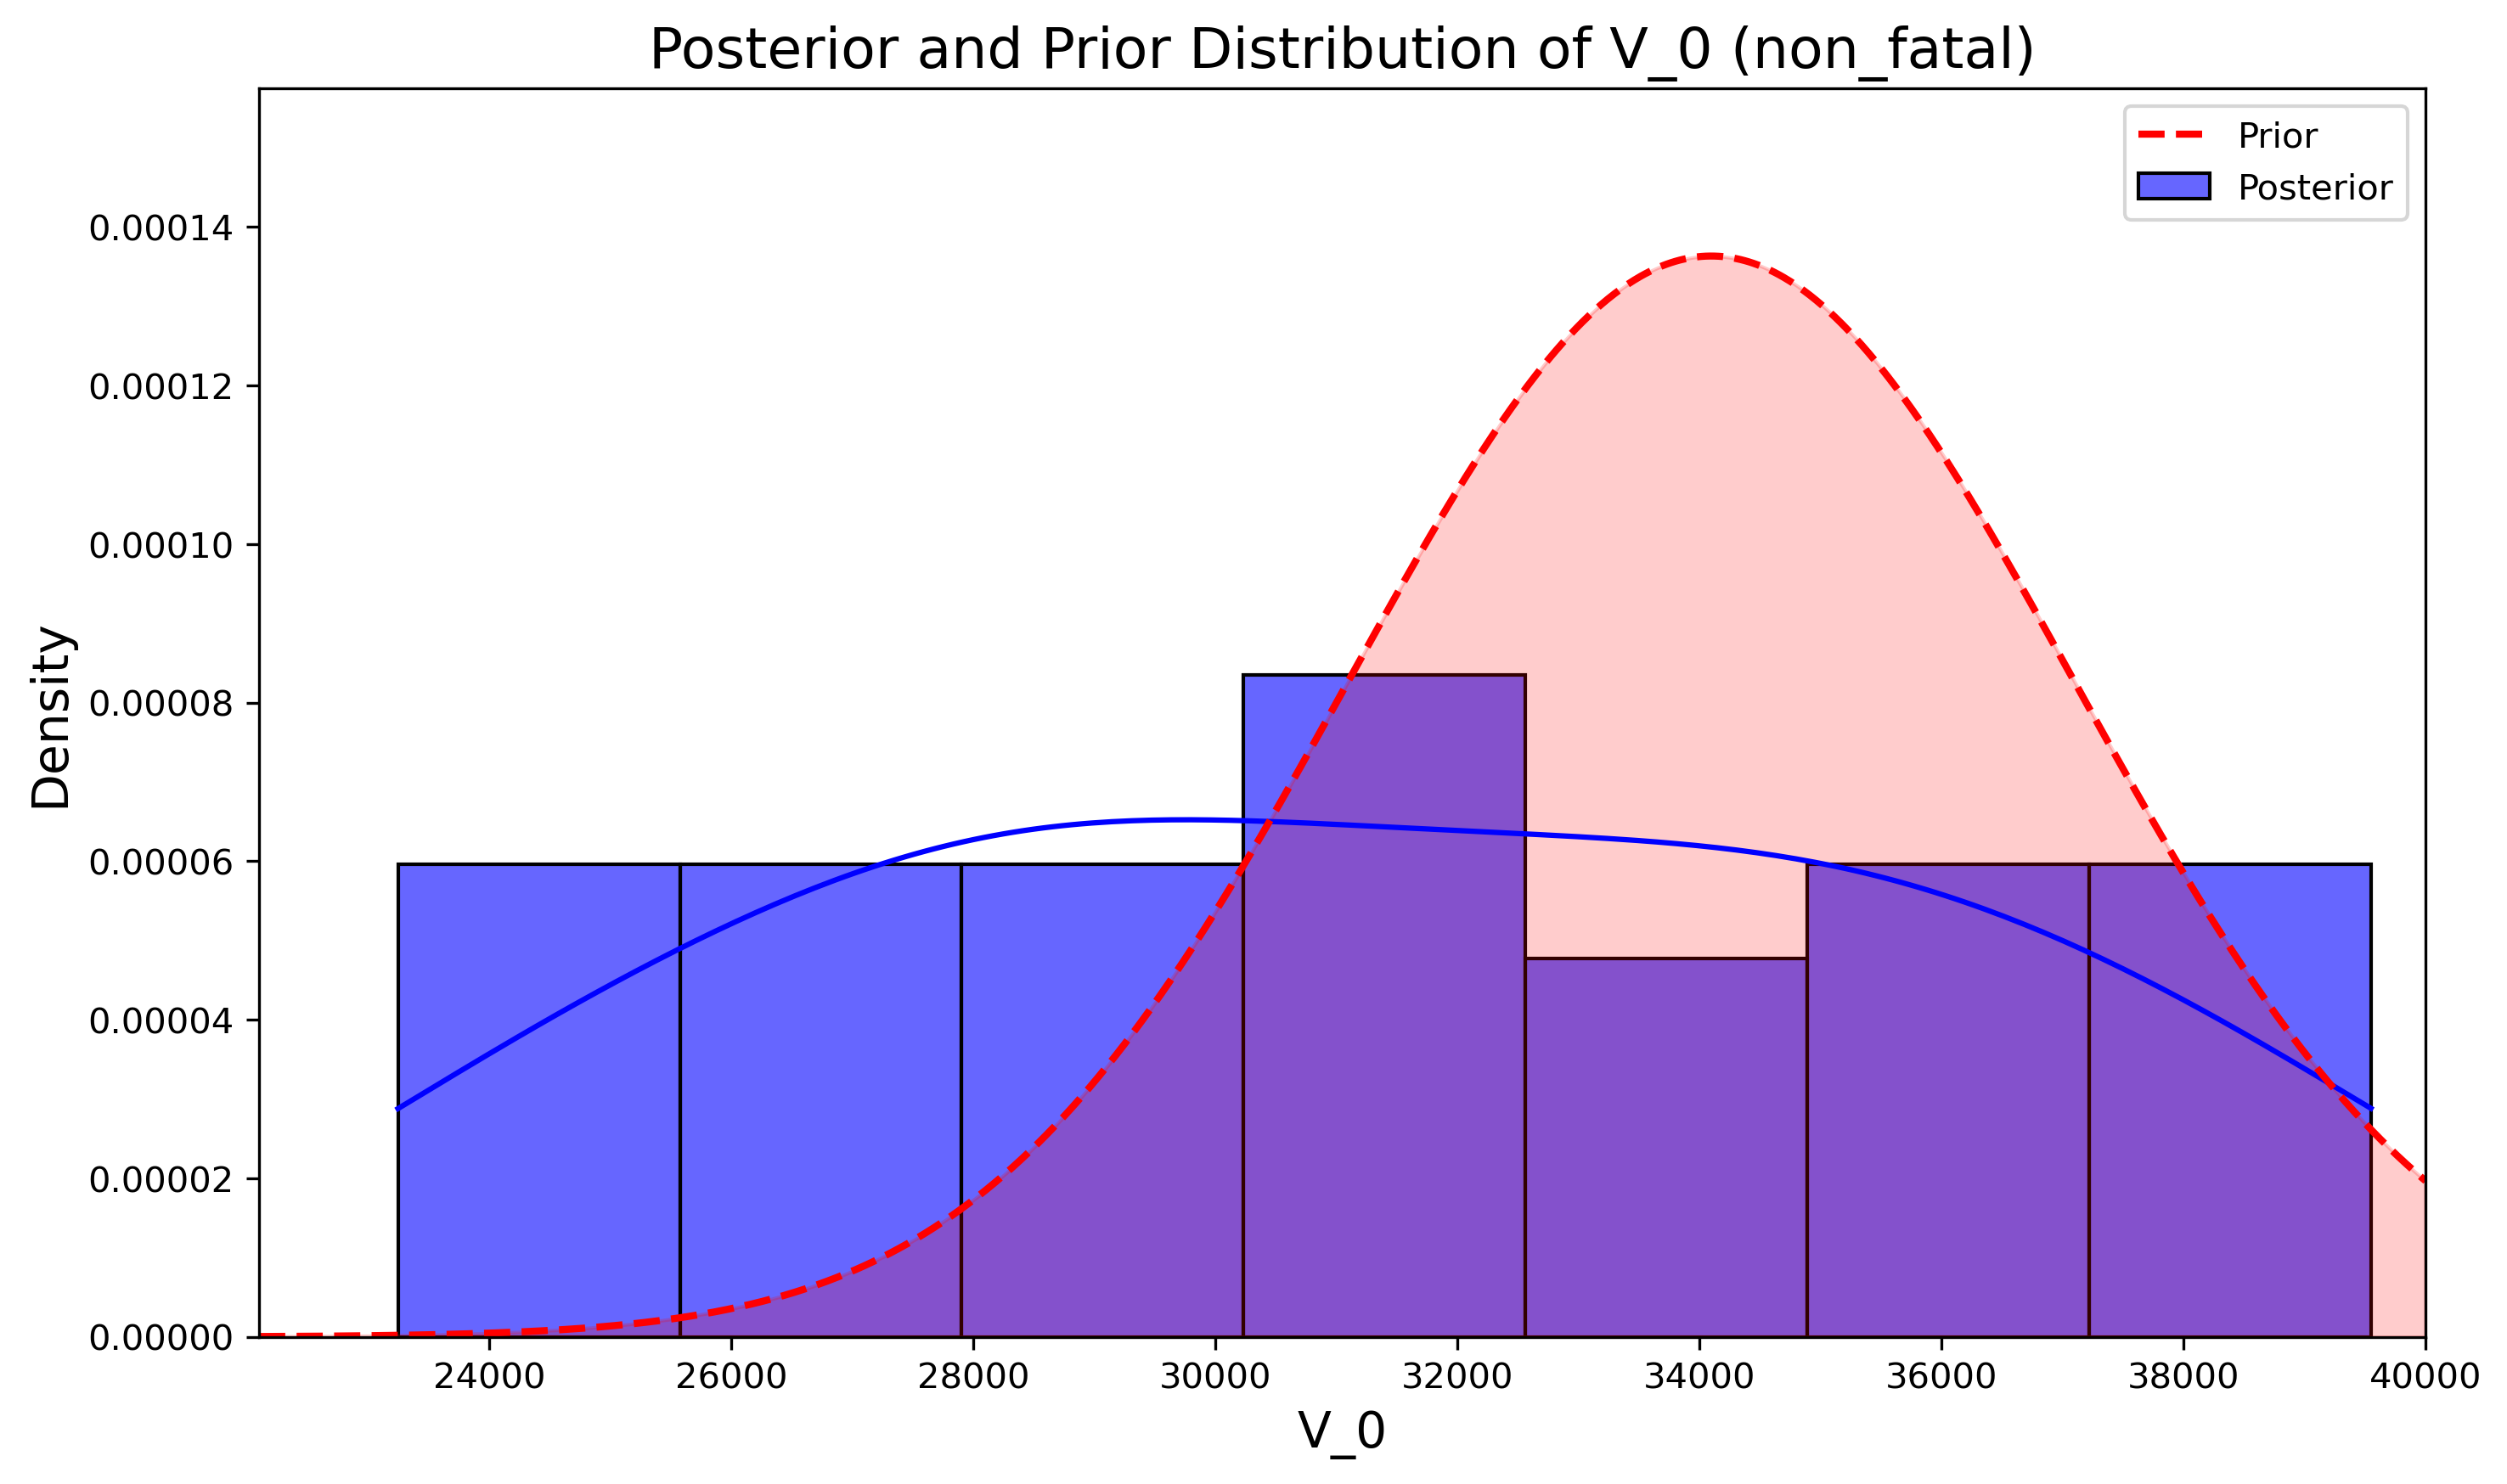 Posterior and Prior Distribution of V_0 (non_fatal)
Prior
Posterior
Density
0.00014
0.00012
0.00010
0.00008
0.00006
0.00004
0.00002
0.00000
24000 26000 28000 30000 32000 34000 36000 38000 40000
V_0